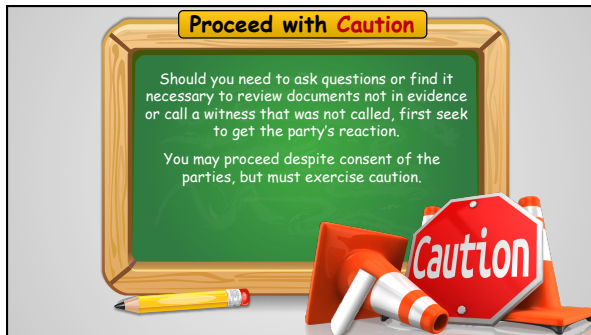 Proceed with Caution
Should you need to ask questions or find it
necessary to review documents not in evidence
or call a witness that was not called, first seek
to get the party's reaction.
You may proceed despite consent of the
parties, but must exercise caution.
Caution